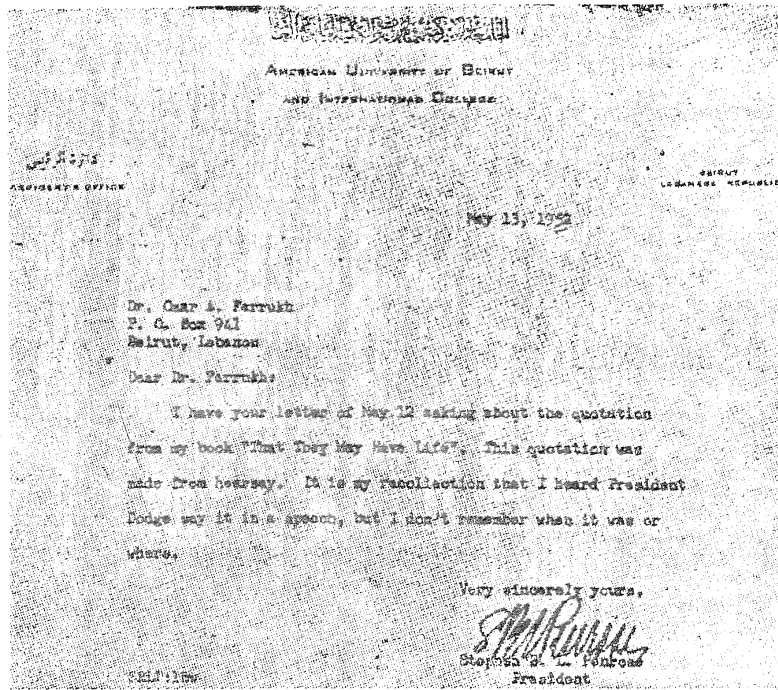 AMERICAN UNIVERSITY OF BEIRUT
AND INTERNATIONAL COLLEGE
PRESIDENT'S OFFICE
BEIRUT
LEBANESE REPUBLIC
May 13, 1952
Dr. Omar A. Farrukh
P. O. Box 941
Beirut, Lebanon
Dear Dr. Farrukh:
I have your letter of May 12 asking about the quotation
from my book "That They May Have Life". This quotation was
made from hearsay. It is my recollection that I heard President
Dodge say it in a speech, but I don't remember when it was or
where.
Very sincerely yours,
Stephen B. L. Penrose
President